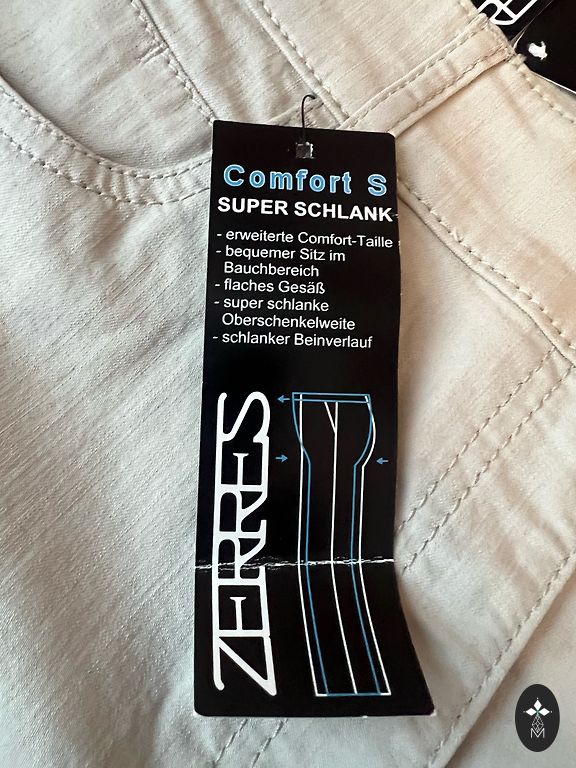 Comfort S
SUPER SCHLANK
- erweiterte Comfort-Taille
- bequemer Sitz im
Bauchbereich
- flaches Gesäß
- super schlanke
Oberschenkelweite
- schlanker Beinverlauf
ZERRES
M